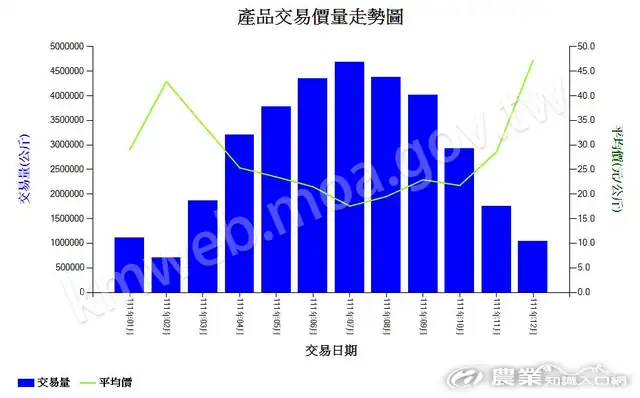 產品交易價量走勢圖
5000000
4500000
4000000
3500000
3000000
2500000
2000000
1500000
1000000
500000
0
50.0
45.0
40.0
35.0
30.0
25.0
20.0
15.0
10.0
5.0
0.0
交易量(公斤)
平均價(元/公斤)
111年01月
111年02月
111年03月
111年04月
111年05月
111年06月
111年07月
111年08月
111年09月
111年10月
111年11月
111年12月
交易日期
交易量
平均價
kmweb.moa.gov.tw
農業知識入口網